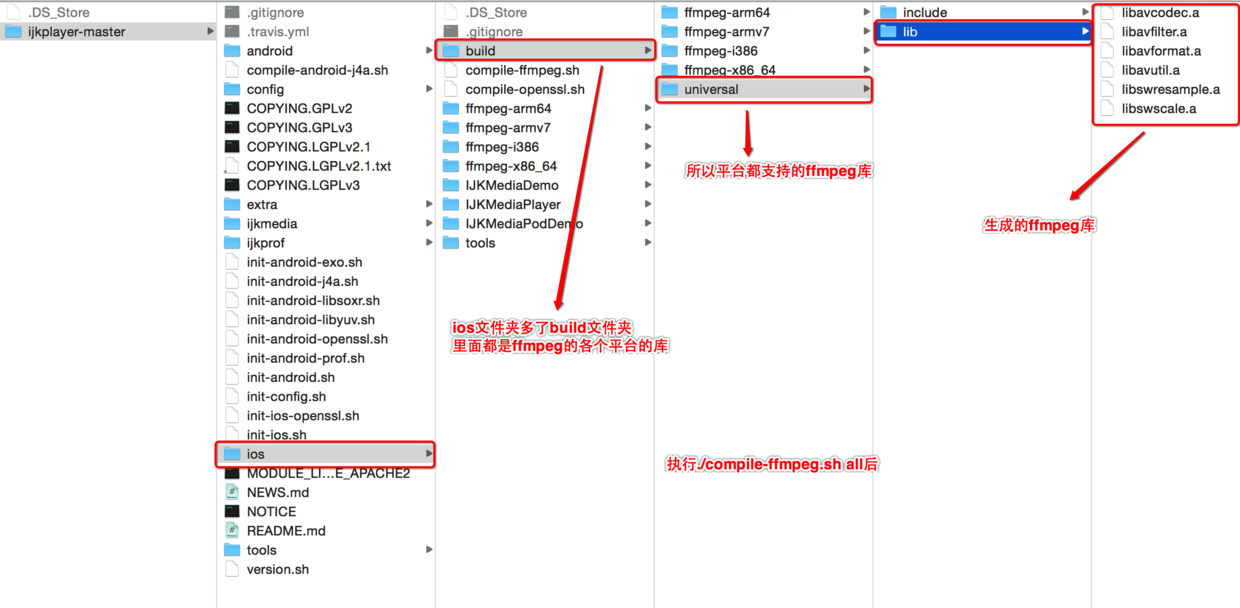 .DS_Store
ijkplayer-master
.gitignore
.travis.yml
android
compile-android-j4a.sh
config
COPYING.GPLv2
COPYING.GPLv3
COPYING.LGPLv2.1
COPYING.LGPLv2.1.txt
COPYING.LGPLv3
extra
ijkmedia
ijkprof
init-android-exo.sh
init-android-j4a.sh
init-android-libsoxr.sh
init-android-libyuv.sh
init-android-openssl.sh
init-android-prof.sh
init-android.sh
init-config.sh
init-ios-openssl.sh
init-ios.sh
ios
MODULE_LI...E_APACHE2
NEWS.md
NOTICE
README.md
tools
version.sh
.DS_Store
.gitignore
build
compile-ffmpeg.sh
compile-openssl.sh
ffmpeg-arm64
ffmpeg-armv7
ffmpeg-i386
ffmpeg-x86_64
IJKMediaDemo
IJKMediaPlayer
IJKMediaPodDemo
tools
ios文件夹多了build文件夹
里面都是ffmpeg的各个平台的库
ffmpeg-arm64
ffmpeg-armv7
ffmpeg-i386
ffmpeg-x86_64
universal
所以平台都支持的ffmpeg库
执行./compile-ffmpeg.sh all后
include
lib
libavcodec.a
libavfilter.a
libavformat.a
libavutil.a
libswresample.a
libswscale.a
生成的ffmpeg库